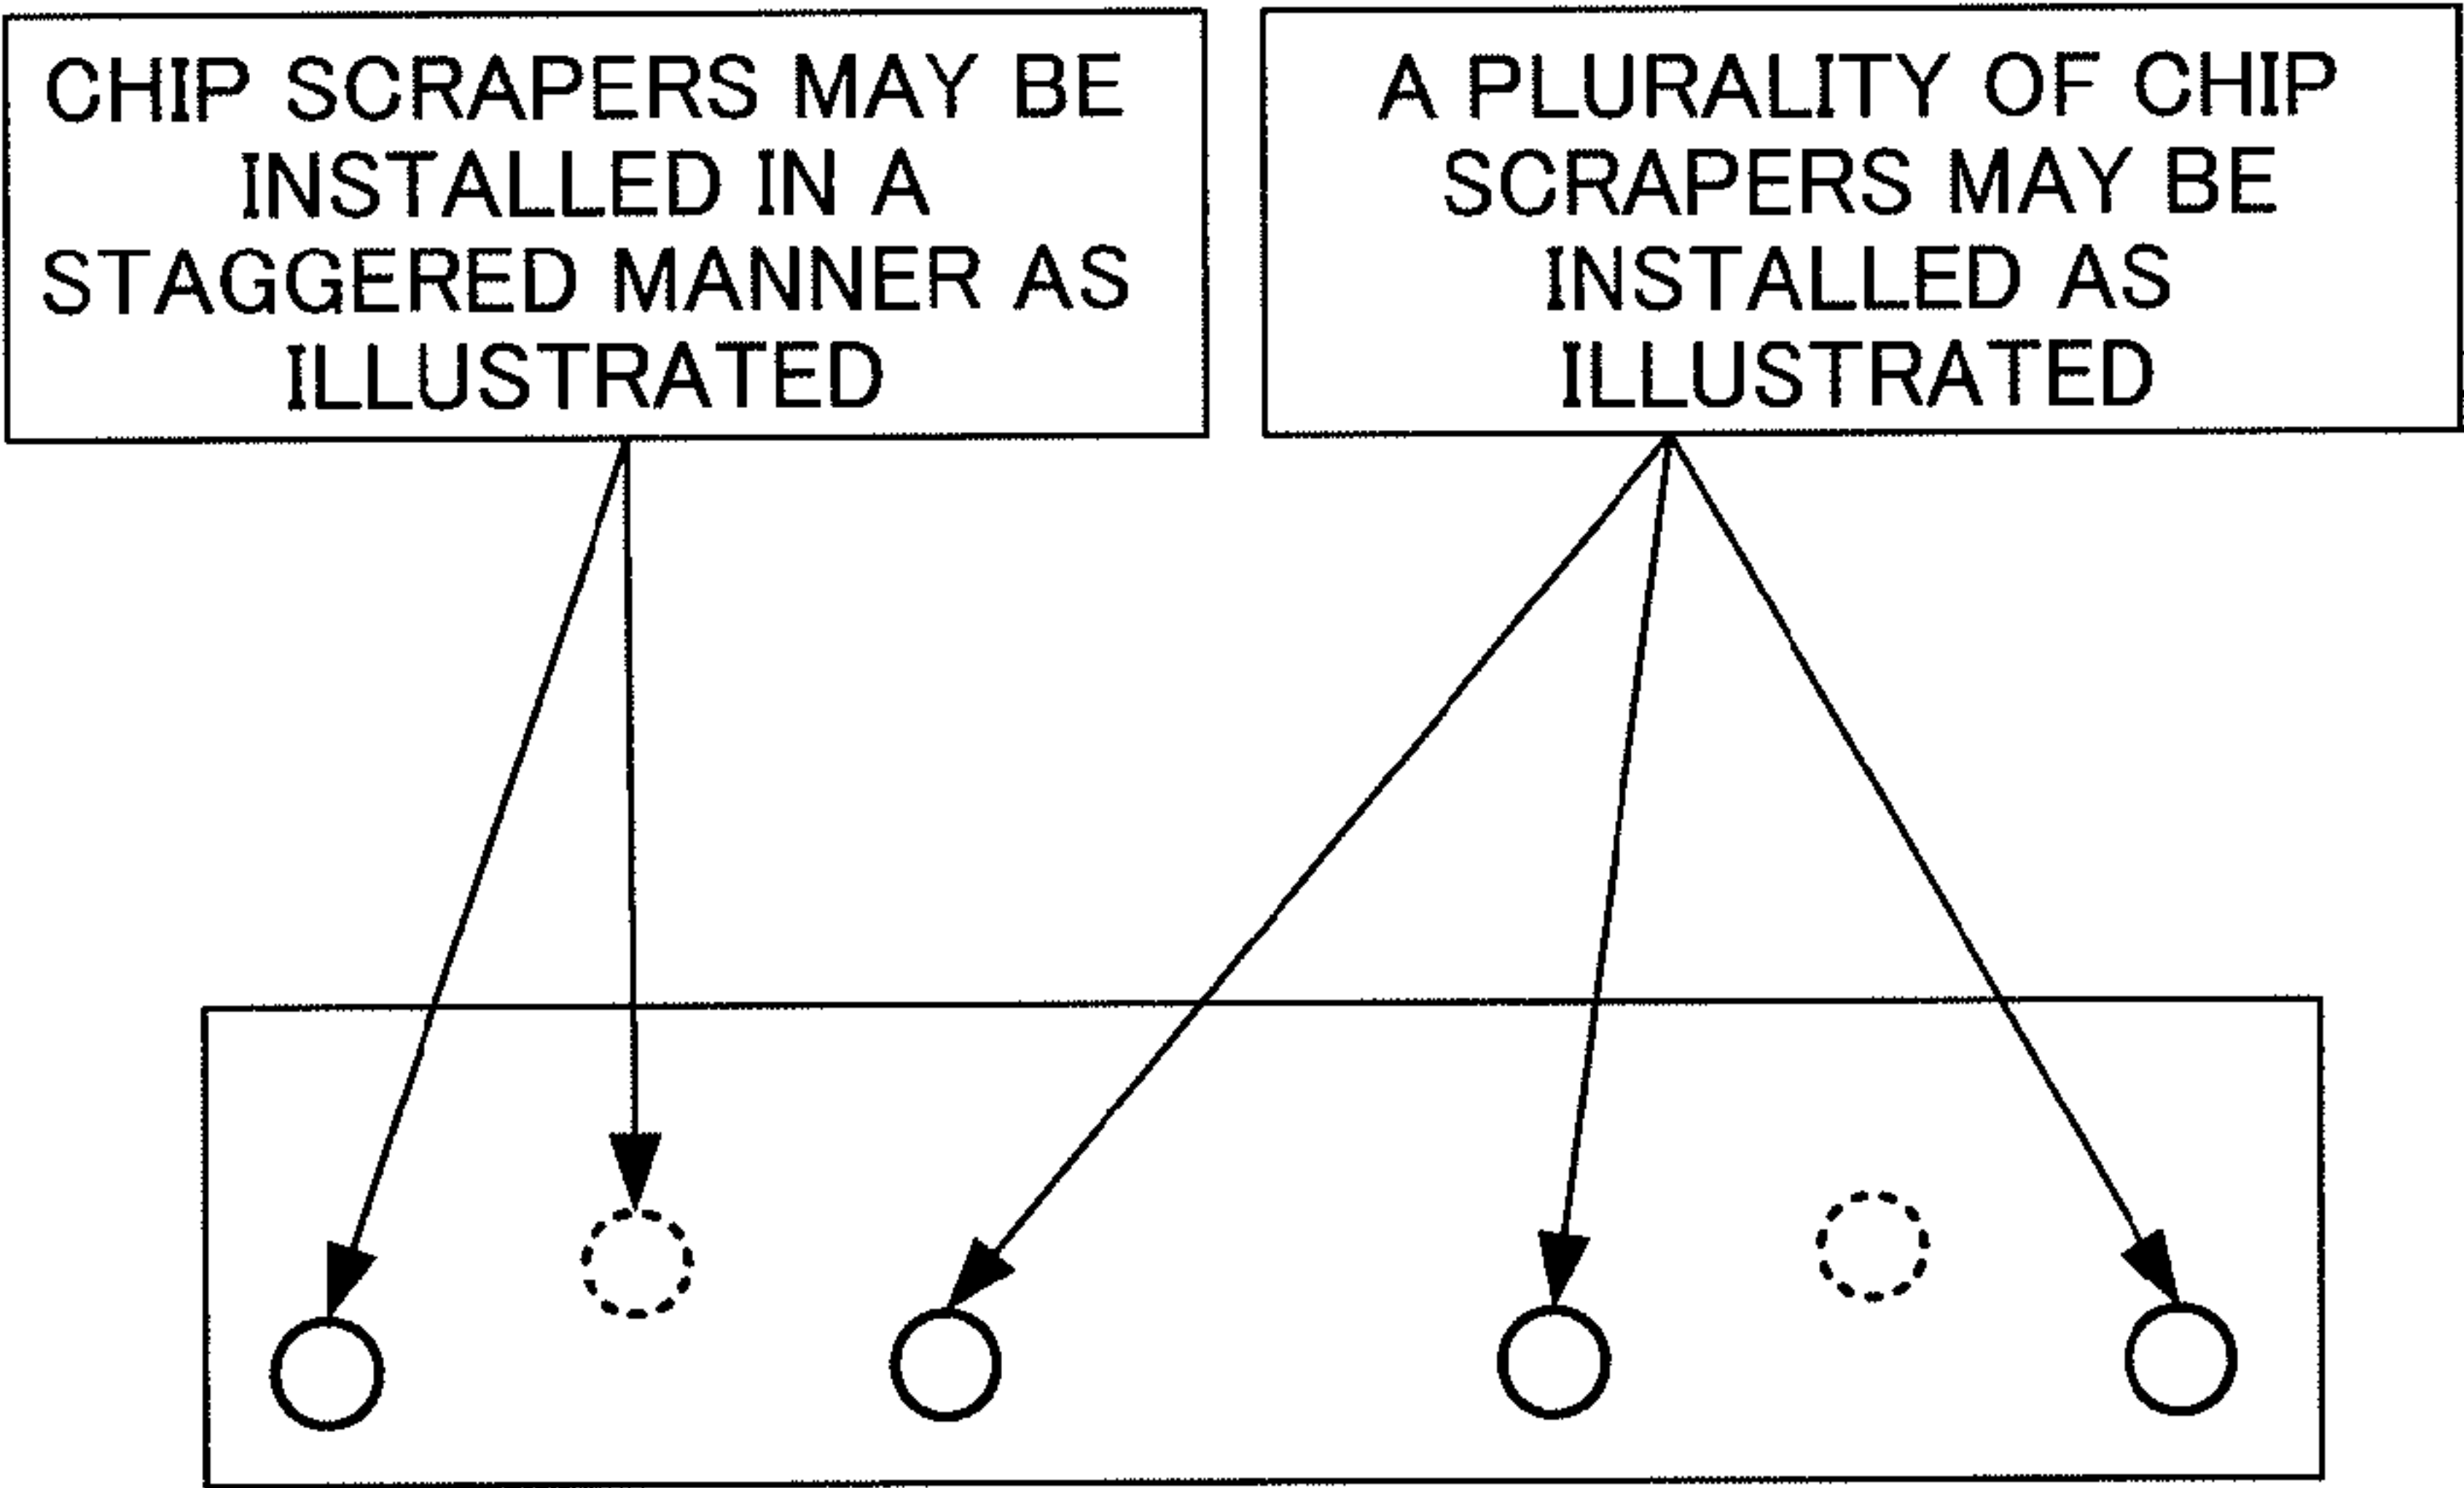 CHIP SCRAPERS MAY BE
INSTALLED IN A
STAGGERED MANNER AS
ILLUSTRATED
A PLURALITY OF CHIP
SCRAPERS MAY BE
INSTALLED AS
ILLUSTRATED